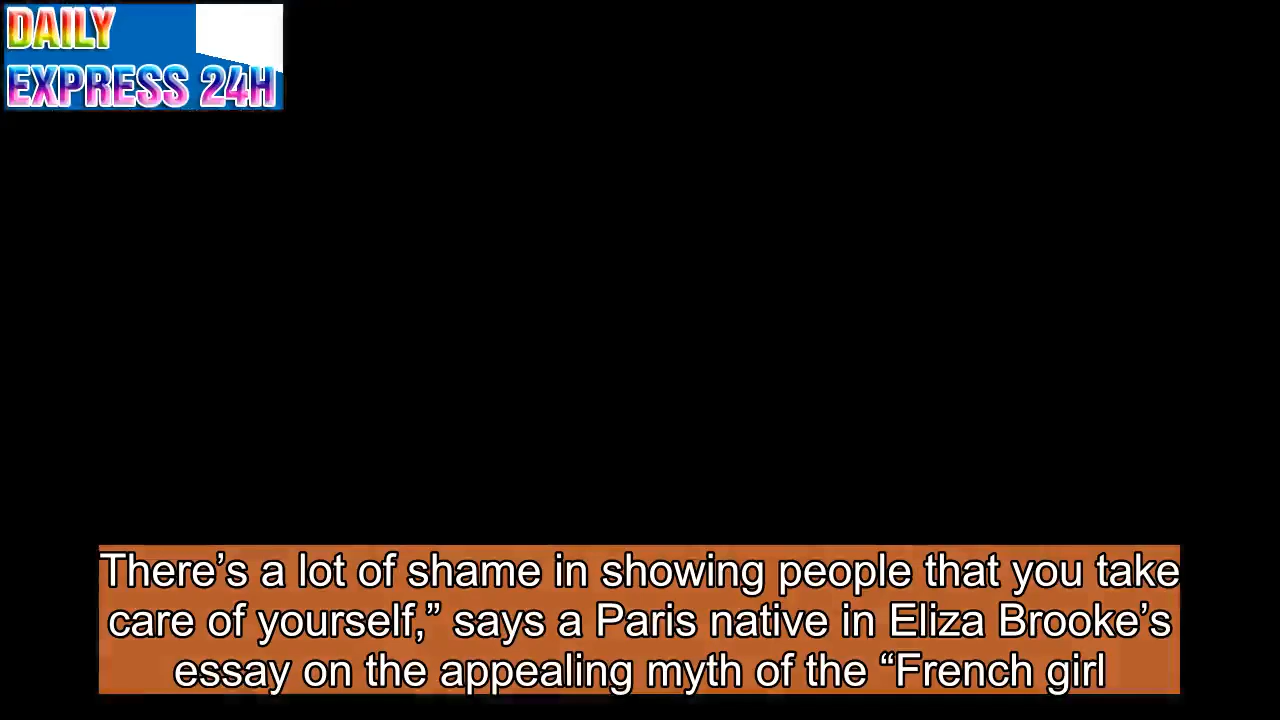 DAILY
EXPRESS 24H
There’s a lot of shame in showing people that you take
care of yourself,” says a Paris native in Eliza Brooke’s
essay on the appealing myth of the “French girl